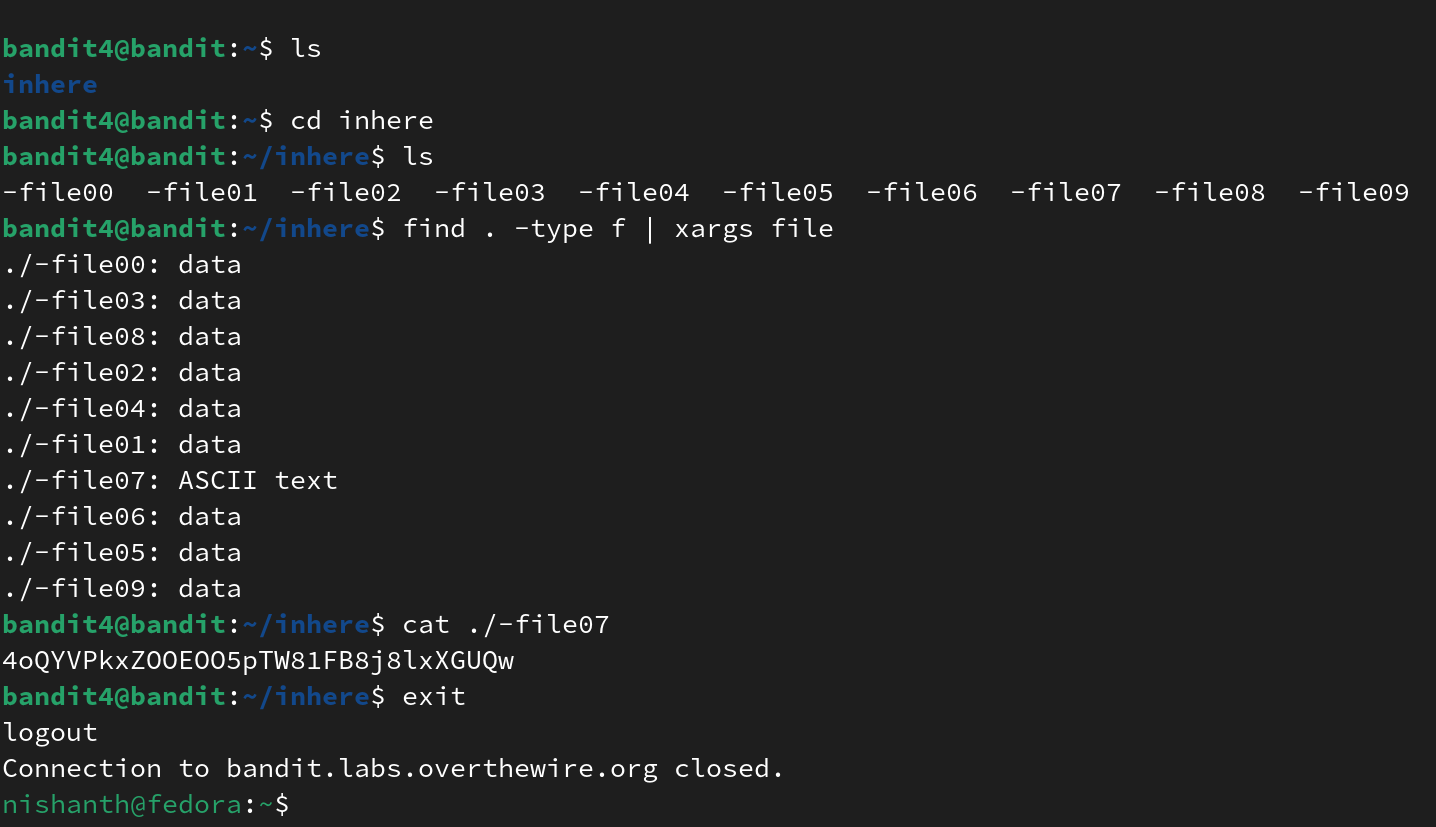 bandit4@bandit:~$ ls
inhere
bandit4@bandit:~$ cd inhere
bandit4@bandit:~/inhere$ ls
-file00  -file01  -file02  -file03  -file04  -file05  -file06  -file07  -file08  -file09
bandit4@bandit:~/inhere$ find . -type f | xargs file
./-file00: data
./-file03: data
./-file08: data
./-file02: data
./-file04: data
./-file01: data
./-file07: ASCII text
./-file06: data
./-file05: data
./-file09: data
bandit4@bandit:~/inhere$ cat ./-file07
4oQYVPkxZOOEOO5pTW81FB8j8lxXGUQw
bandit4@bandit:~/inhere$ exit
logout
Connection to bandit.labs.overthewire.org closed.
nishanth@fedora:~$